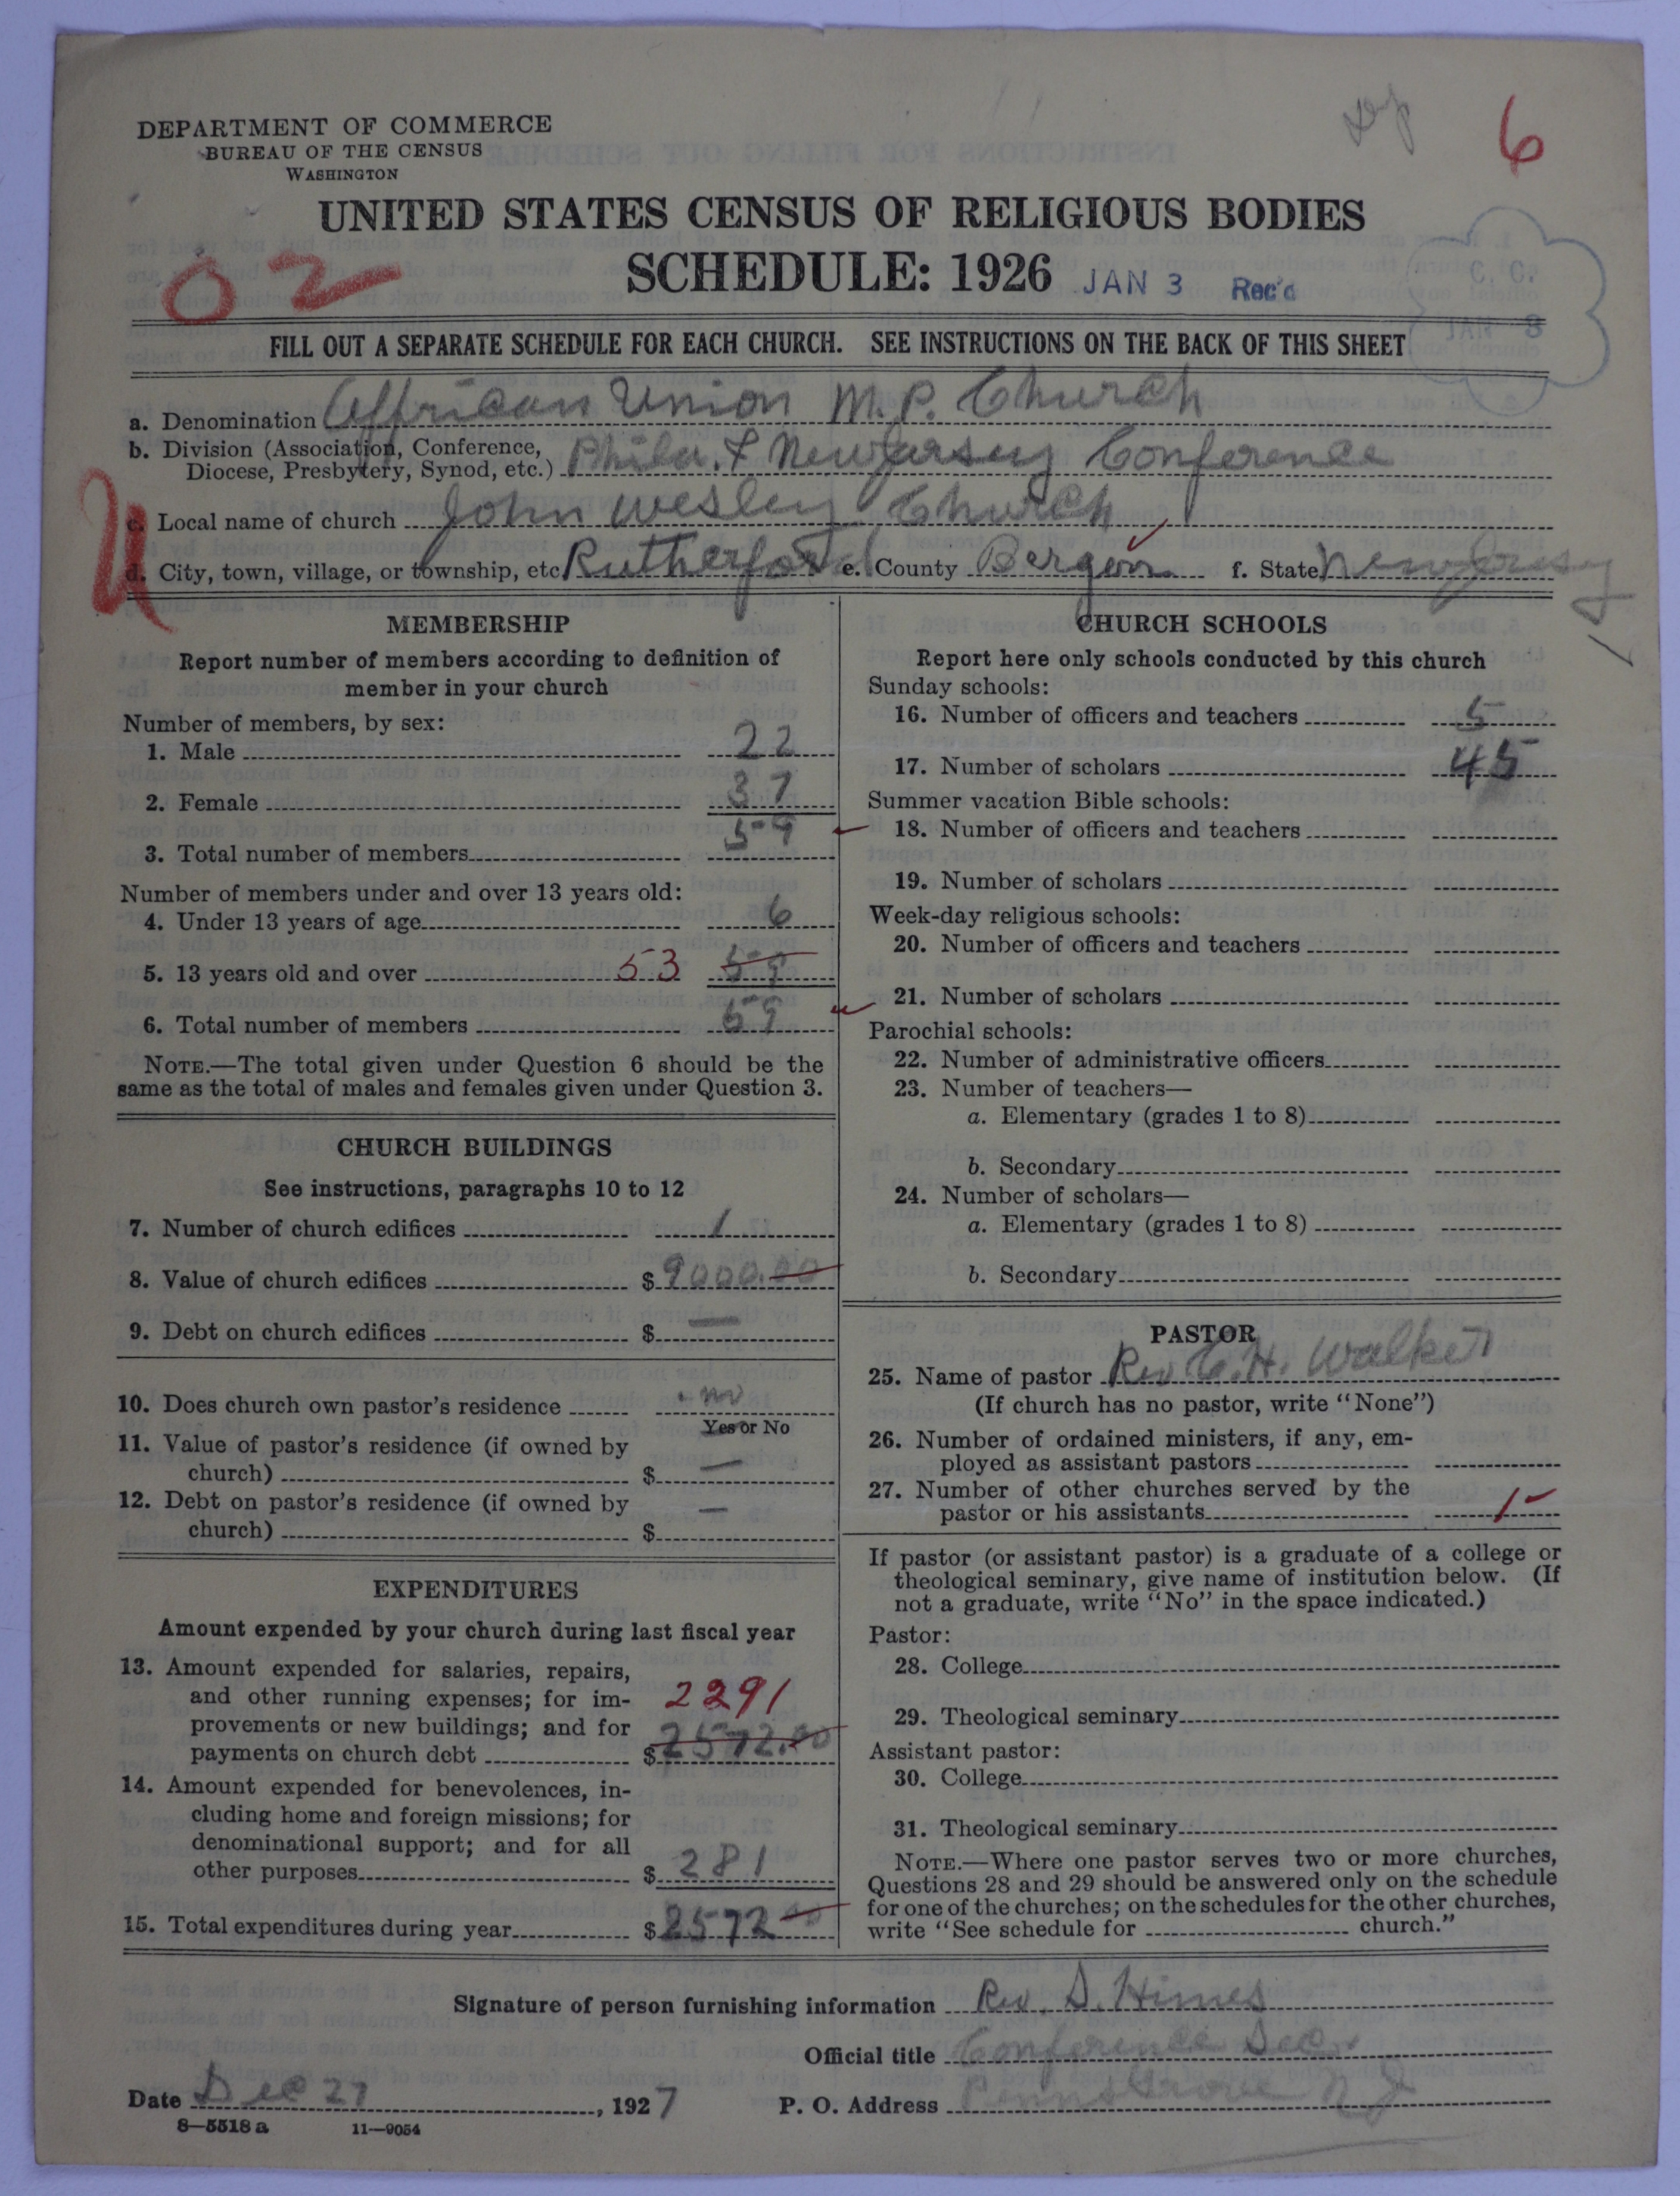 Dep
6
DEPARTMENT OF COMMERCE
BUREAU OF THE CENSUS
WASHINGTON
UNITED STATES CENSUS OF RELIGIOUS BODIES
SCHEDULE: 1926 JAN 3 Rec'd
C. C.
JAN 3
02
FILL OUT A SEPARATE SCHEDULE FOR EACH CHURCH. SEE INSTRUCTIONS ON THE BACK OF THIS SHEET
a. Denomination African Union M.P. Church
b. Division (Association, Conference,
Diocese, Presbytery, Synod, etc.) Phila. & New Jersey Conference
c. Local name of church John Wesley Church
d. City, town, village, or township, etc. Rutherford e. County Bergen f. State New Jersey
MEMBERSHIP
Report number of members according to definition of
member in your church
Number of members, by sex:
1. Male 22
2. Female 37
3. Total number of members 59
Number of members under and over 13 years old:
4. Under 13 years of age 6
5. 13 years old and over 53 59
6. Total number of members 59
NOTE.—The total given under Question 6 should be the
same as the total of males and females given under Question 3.
CHURCH BUILDINGS
See instructions, paragraphs 10 to 12
7. Number of church edifices 1
8. Value of church edifices $ 9000.00
9. Debt on church edifices $ —
10. Does church own pastor's residence no
Yes or No
11. Value of pastor's residence (if owned by
church) $ —
12. Debt on pastor's residence (if owned by
church) $ —
EXPENDITURES
Amount expended by your church during last fiscal year
13. Amount expended for salaries, repairs,
and other running expenses; for im-
provements or new buildings; and for
payments on church debt 2291 $ 2572.00
14. Amount expended for benevolences, in-
cluding home and foreign missions; for
denominational support; and for all
other purposes $ 281
15. Total expenditures during year $ 2572 00
CHURCH SCHOOLS
Report here only schools conducted by this church
Sunday schools:
16. Number of officers and teachers 5
17. Number of scholars 45
Summer vacation Bible schools:
18. Number of officers and teachers
19. Number of scholars
Week-day religious schools:
20. Number of officers and teachers
21. Number of scholars
Parochial schools:
22. Number of administrative officers
23. Number of teachers—
a. Elementary (grades 1 to 8)
b. Secondary
24. Number of scholars—
a. Elementary (grades 1 to 8)
b. Secondary
PASTOR
25. Name of pastor Rev C. H. Walker
(If church has no pastor, write "None")
26. Number of ordained ministers, if any, em-
ployed as assistant pastors
27. Number of other churches served by the
pastor or his assistants 1
If pastor (or assistant pastor) is a graduate of a college or
theological seminary, give name of institution below. (If
not a graduate, write "No" in the space indicated.)
Pastor:
28. College
29. Theological seminary
Assistant pastor:
30. College
31. Theological seminary
NOTE.—Where one pastor serves two or more churches,
Questions 28 and 29 should be answered only on the schedule
for one of the churches; on the schedules for the other churches,
write "See schedule for church."
Signature of person furnishing information Rev. D. Himes
Official title Conference Sec.
Date Dec 27, 1927 P. O. Address Penns Grove N J
8—5518 a 11—9054